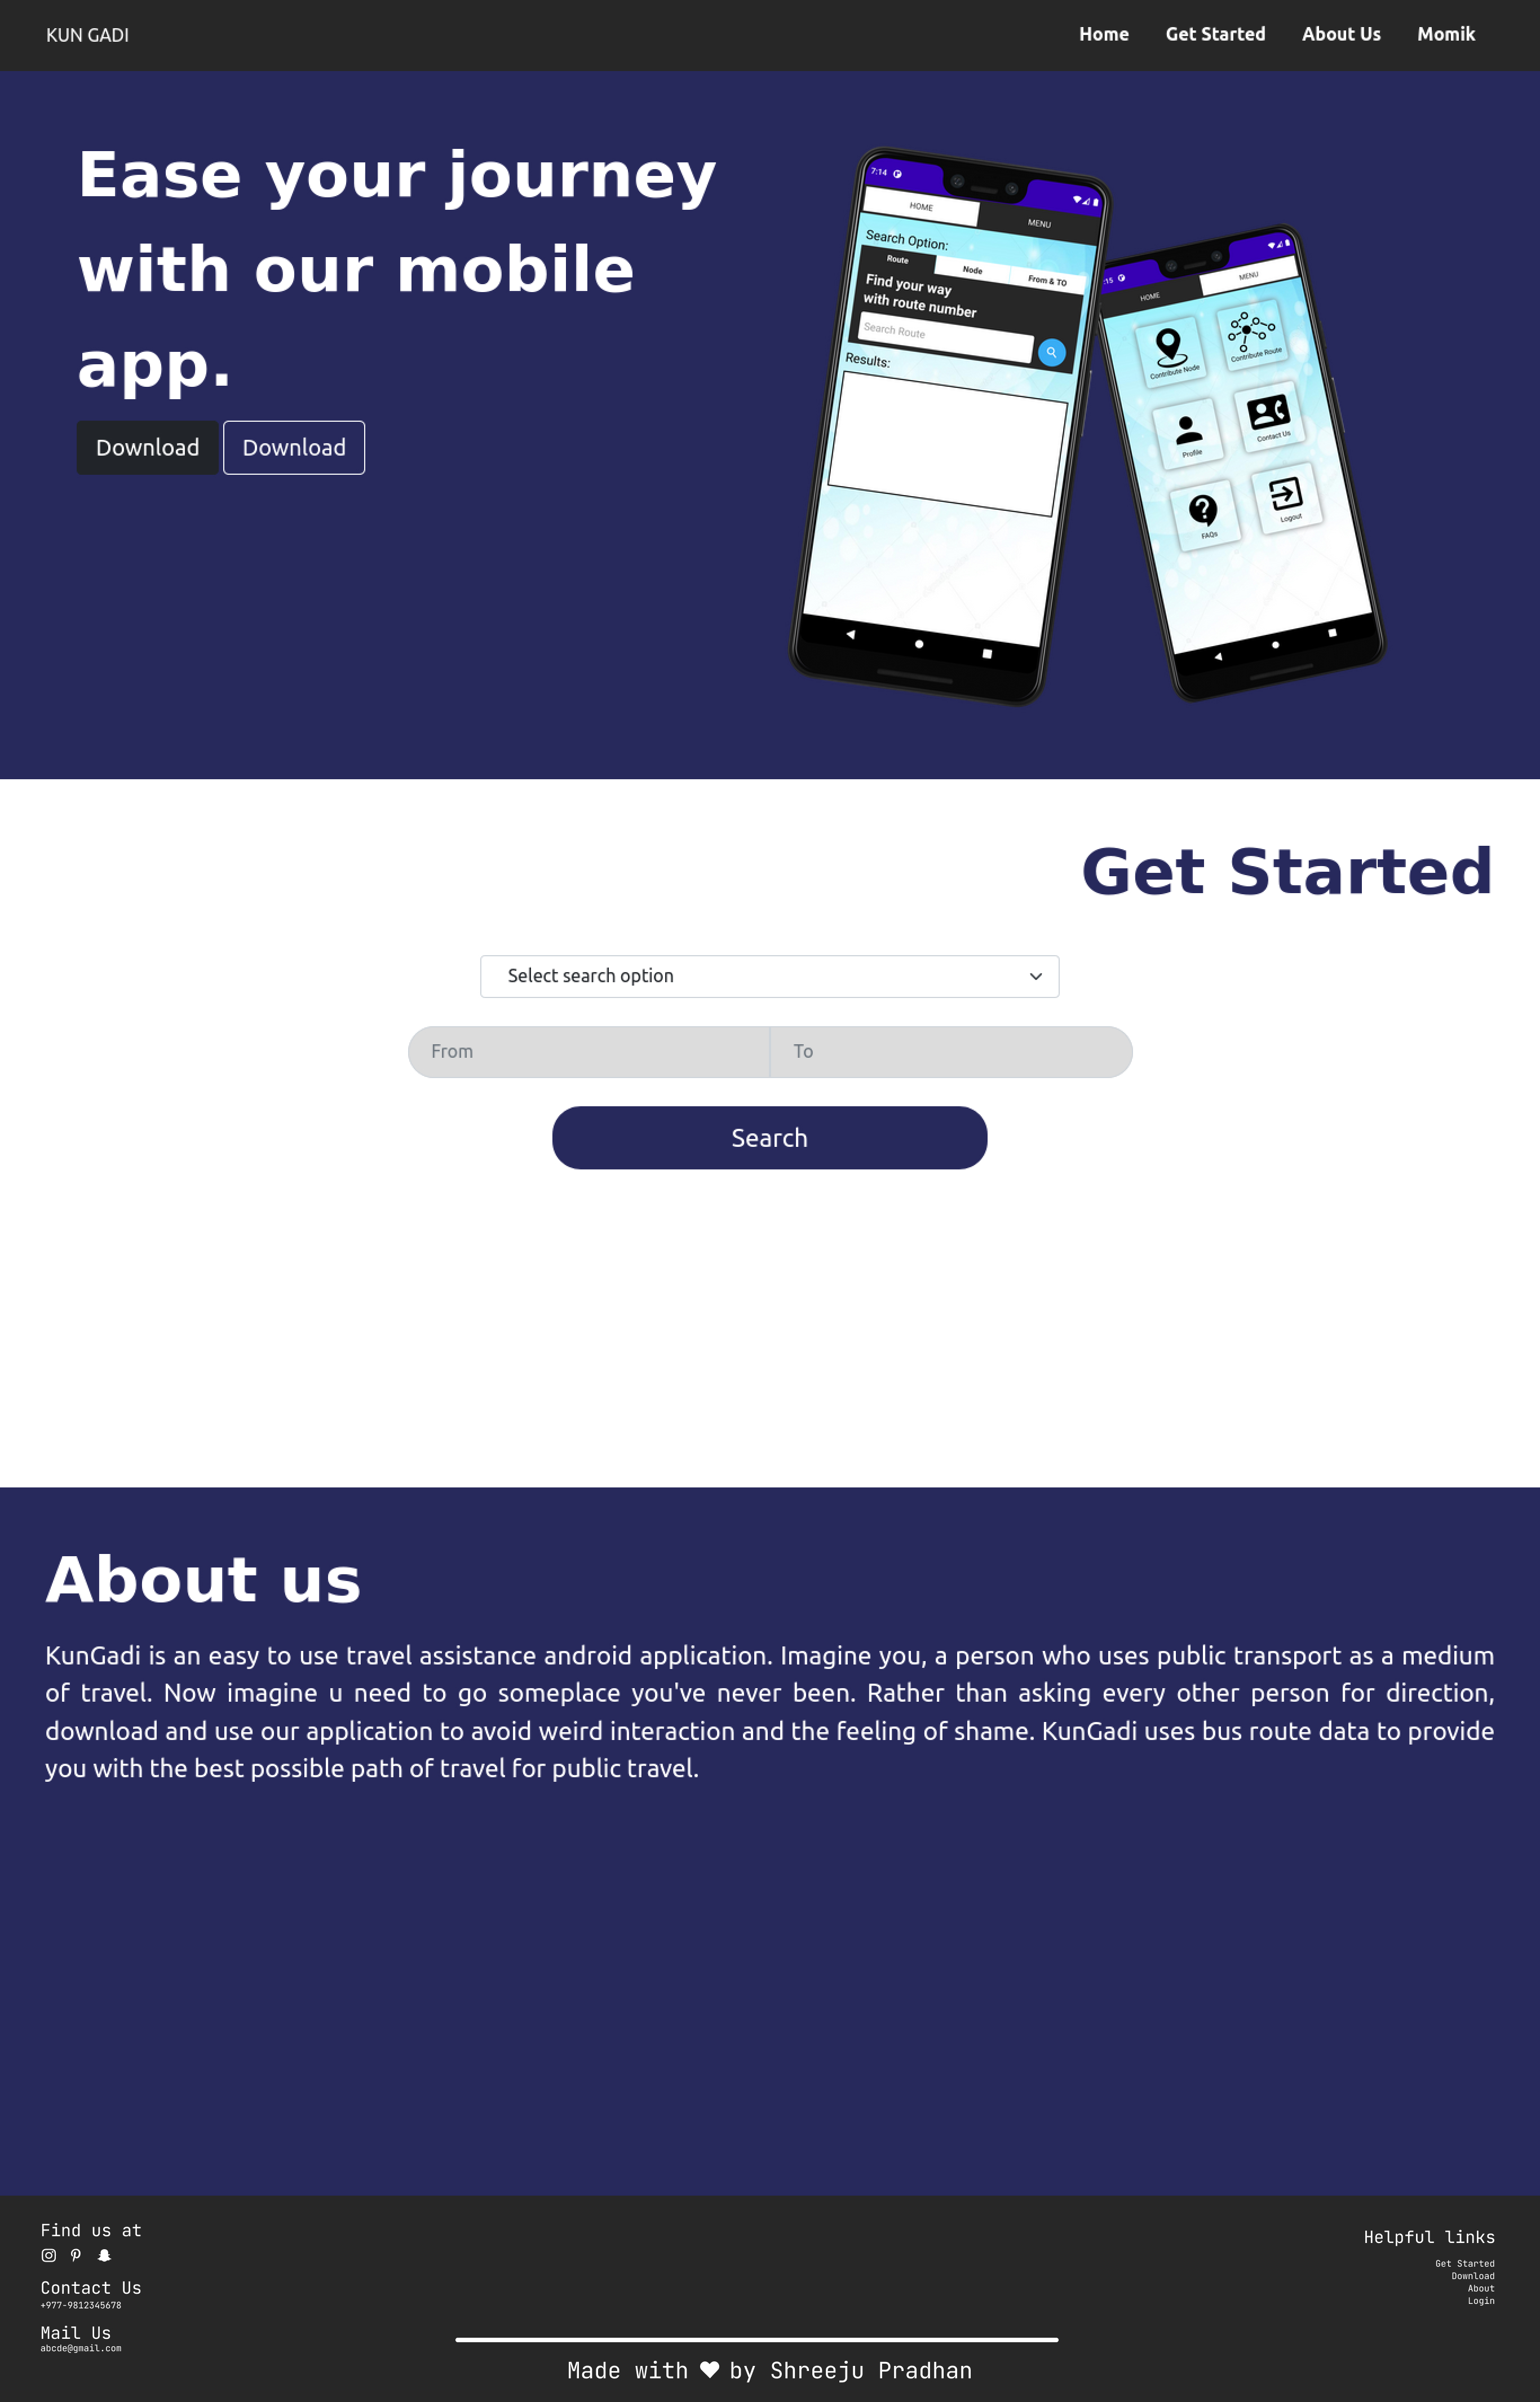 KUN GADI
Home Get Started About Us Momik
Ease your journey
with our mobile
app.
Download Download
7:14
HOME MENU
Search Option:
Route Node From & TO
Find your way
with route number
Search Route
Results:
:15
HOME MENU
Contribute Node Contribute Route
Profile Contact Us
FAQs Logout
Get Started
Select search option
From To
Search
About us
KunGadi is an easy to use travel assistance android application. Imagine you, a person who uses public transport as a medium
of travel. Now imagine u need to go someplace you've never been. Rather than asking every other person for direction,
download and use our application to avoid weird interaction and the feeling of shame. KunGadi uses bus route data to provide
you with the best possible path of travel for public travel.
Find us at
Contact Us
+977-9812345678
Mail Us
abcde@gmail.com
Helpful links
Get Started
Download
About
Login
Made with ♥ by Shreeju Pradhan